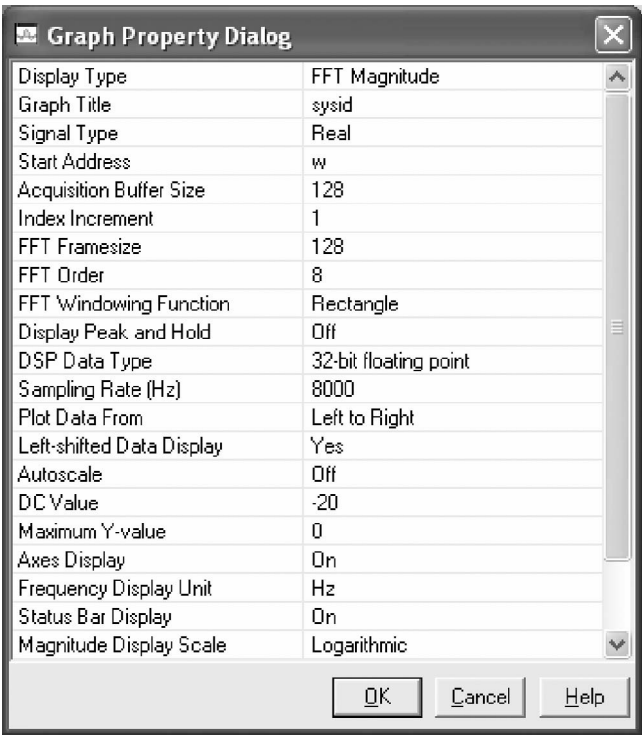 Graph Property Dialog
Display Type FFT Magnitude
Graph Title sysid
Signal Type Real
Start Address w
Acquisition Buffer Size 128
Index Increment 1
FFT Framesize 128
FFT Order 8
FFT Windowing Function Rectangle
Display Peak and Hold Off
DSP Data Type 32-bit floating point
Sampling Rate (Hz) 8000
Plot Data From Left to Right
Left-shifted Data Display Yes
Autoscale Off
DC Value -20
Maximum Y-value 0
Axes Display On
Frequency Display Unit Hz
Status Bar Display On
Magnitude Display Scale Logarithmic
OK Cancel Help